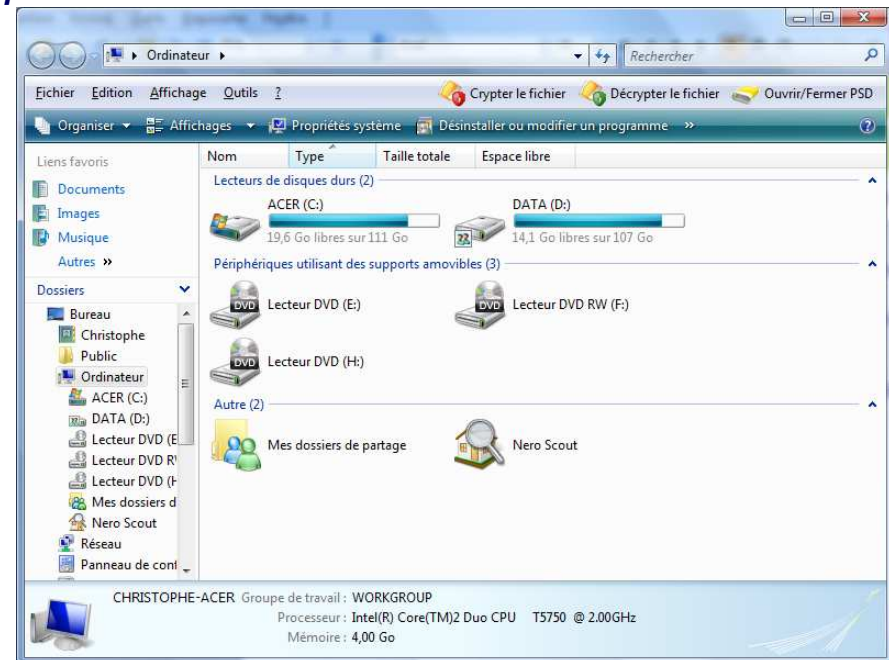 Ordinateur
Rechercher
Fichier Edition Affichage Outils ? Crypter le fichier Décrypter le fichier Ouvrir/Fermer PSD
Organiser Affichages Propriétés système Désinstaller ou modifier un programme » ?
Liens favoris
Documents
Images
Musique
Autres »
Dossiers
Bureau
Christophe
Public
Ordinateur
ACER (C:)
DATA (D:)
Lecteur DVD (E
Lecteur DVD R
Lecteur DVD (H
Mes dossiers d
Nero Scout
Réseau
Panneau de conf
Nom Type Taille totale Espace libre
Lecteurs de disques durs (2)
ACER (C:)
19,6 Go libres sur 111 Go
DATA (D:)
14,1 Go libres sur 107 Go
Périphériques utilisant des supports amovibles (3)
DVD Lecteur DVD (E:)
DVD Lecteur DVD RW (F:)
DVD Lecteur DVD (H:)
Autre (2)
Mes dossiers de partage
Nero Scout
CHRISTOPHE-ACER Groupe de travail : WORKGROUP
Processeur : Intel(R) Core(TM)2 Duo CPU T5750 @ 2.00GHz
Mémoire : 4,00 Go